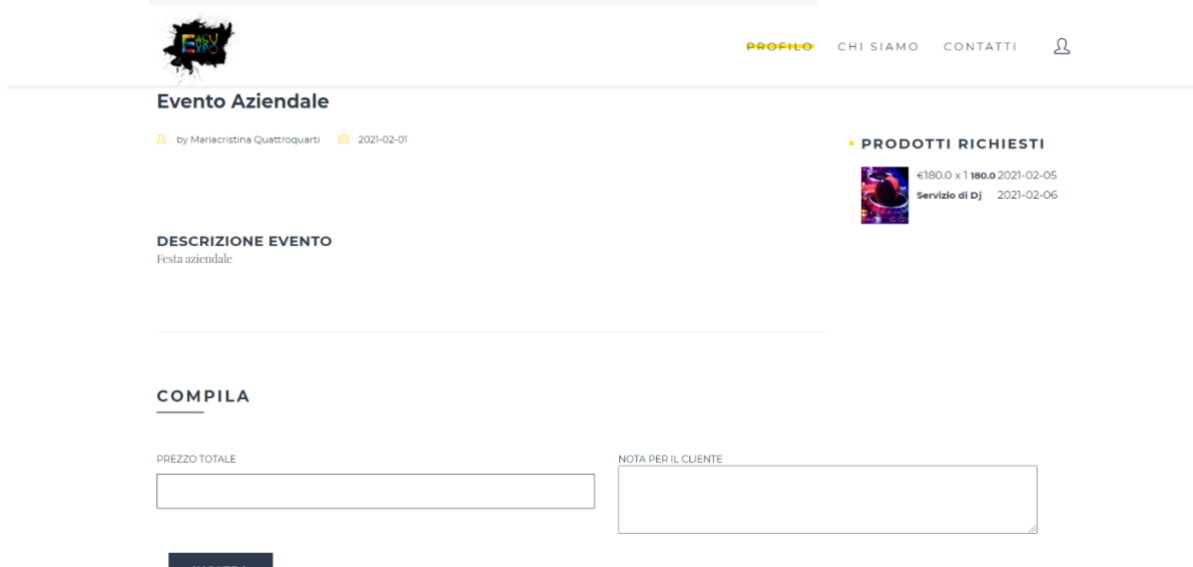 EASY
EXPO
PROFILO CHI SIAMO CONTATTI
Evento Aziendale
by Mariacristina Quattroquarti 2021-02-01
PRODOTTI RICHIESTI
€180.0 x 1 180.0 2021-02-05
Servizio di Dj 2021-02-06
DESCRIZIONE EVENTO
Festa aziendale
COMPILA
PREZZO TOTALE
NOTA PER IL CLIENTE